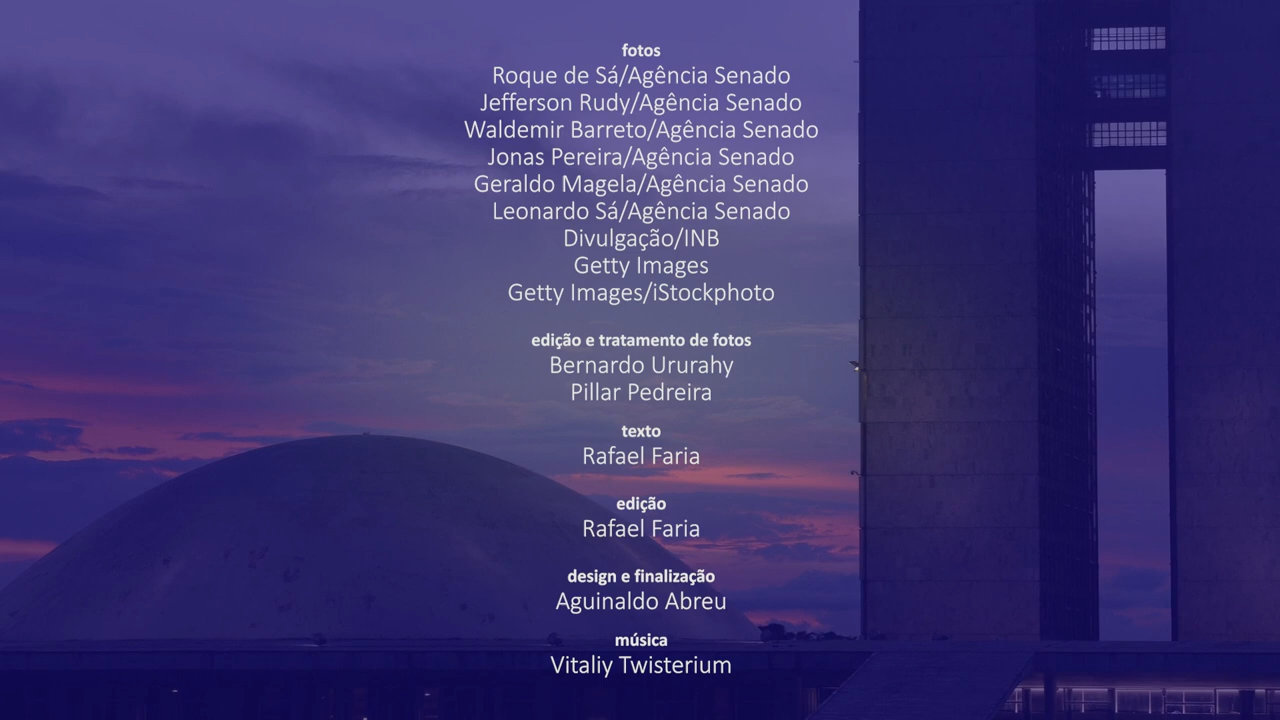 fotos
Roque de Sá/Agência Senado
Jefferson Rudy/Agência Senado
Waldemir Barreto/Agência Senado
Jonas Pereira/Agência Senado
Geraldo Magela/Agência Senado
Leonardo Sá/Agência Senado
Divulgação/INB
Getty Images
Getty Images/iStockphoto
edição e tratamento de fotos
Bernardo Ururahy
Pillar Pedreira
texto
Rafael Faria
edição
Rafael Faria
design e finalização
Aguinaldo Abreu
música
Vitaliy Twisterium